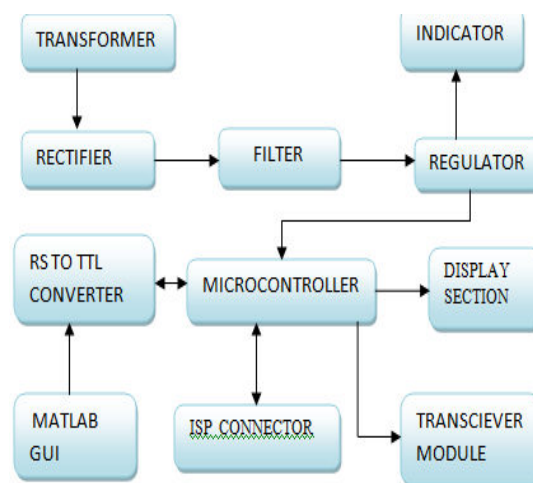 TRANSFORMER
INDICATOR
RECTIFIER
FILTER
REGULATOR
RS TO TTL
CONVERTER
MICROCONTROLLER
DISPLAY
SECTION
MATLAB
GUI
ISP CONNECTOR
TRANSCIEVER
MODULE